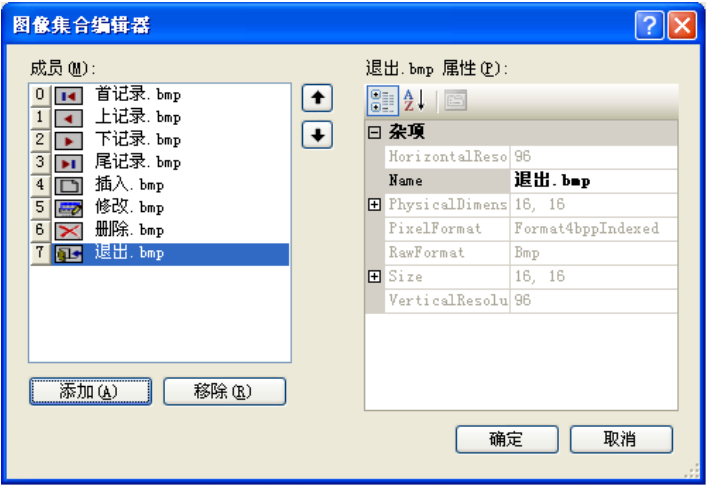 图像集合编辑器
成员(M):
0 首记录.bmp
1 上记录.bmp
2 下记录.bmp
3 尾记录.bmp
4 插入.bmp
5 修改.bmp
6 删除.bmp
7 退出.bmp
添加(A)
移除(R)
退出.bmp 属性(P):
杂项
HorizontalReso 96
Name 退出.bmp
PhysicalDimens 16, 16
PixelFormat Format4bppIndexed
RawFormat Bmp
Size 16, 16
VerticalResolu 96
确定
取消